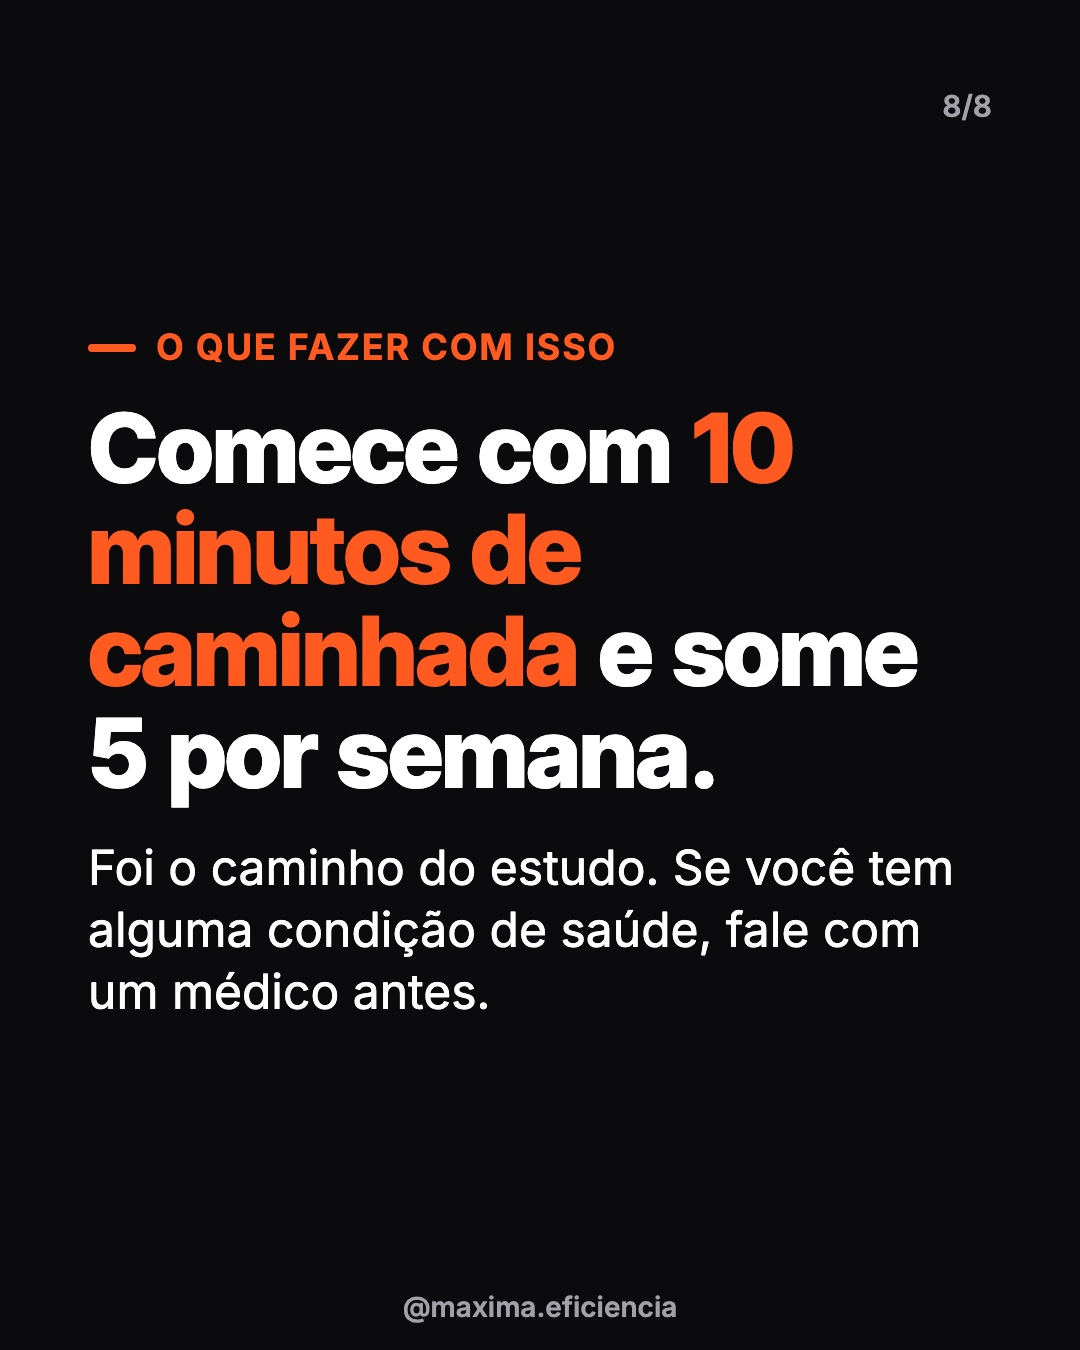 8/8
O QUE FAZER COM ISSO
Comece com 10
minutos de
caminhada e some
5 por semana.
Foi o caminho do estudo. Se você tem
alguma condição de saúde, fale com
um médico antes.
@maxima.eficiencia